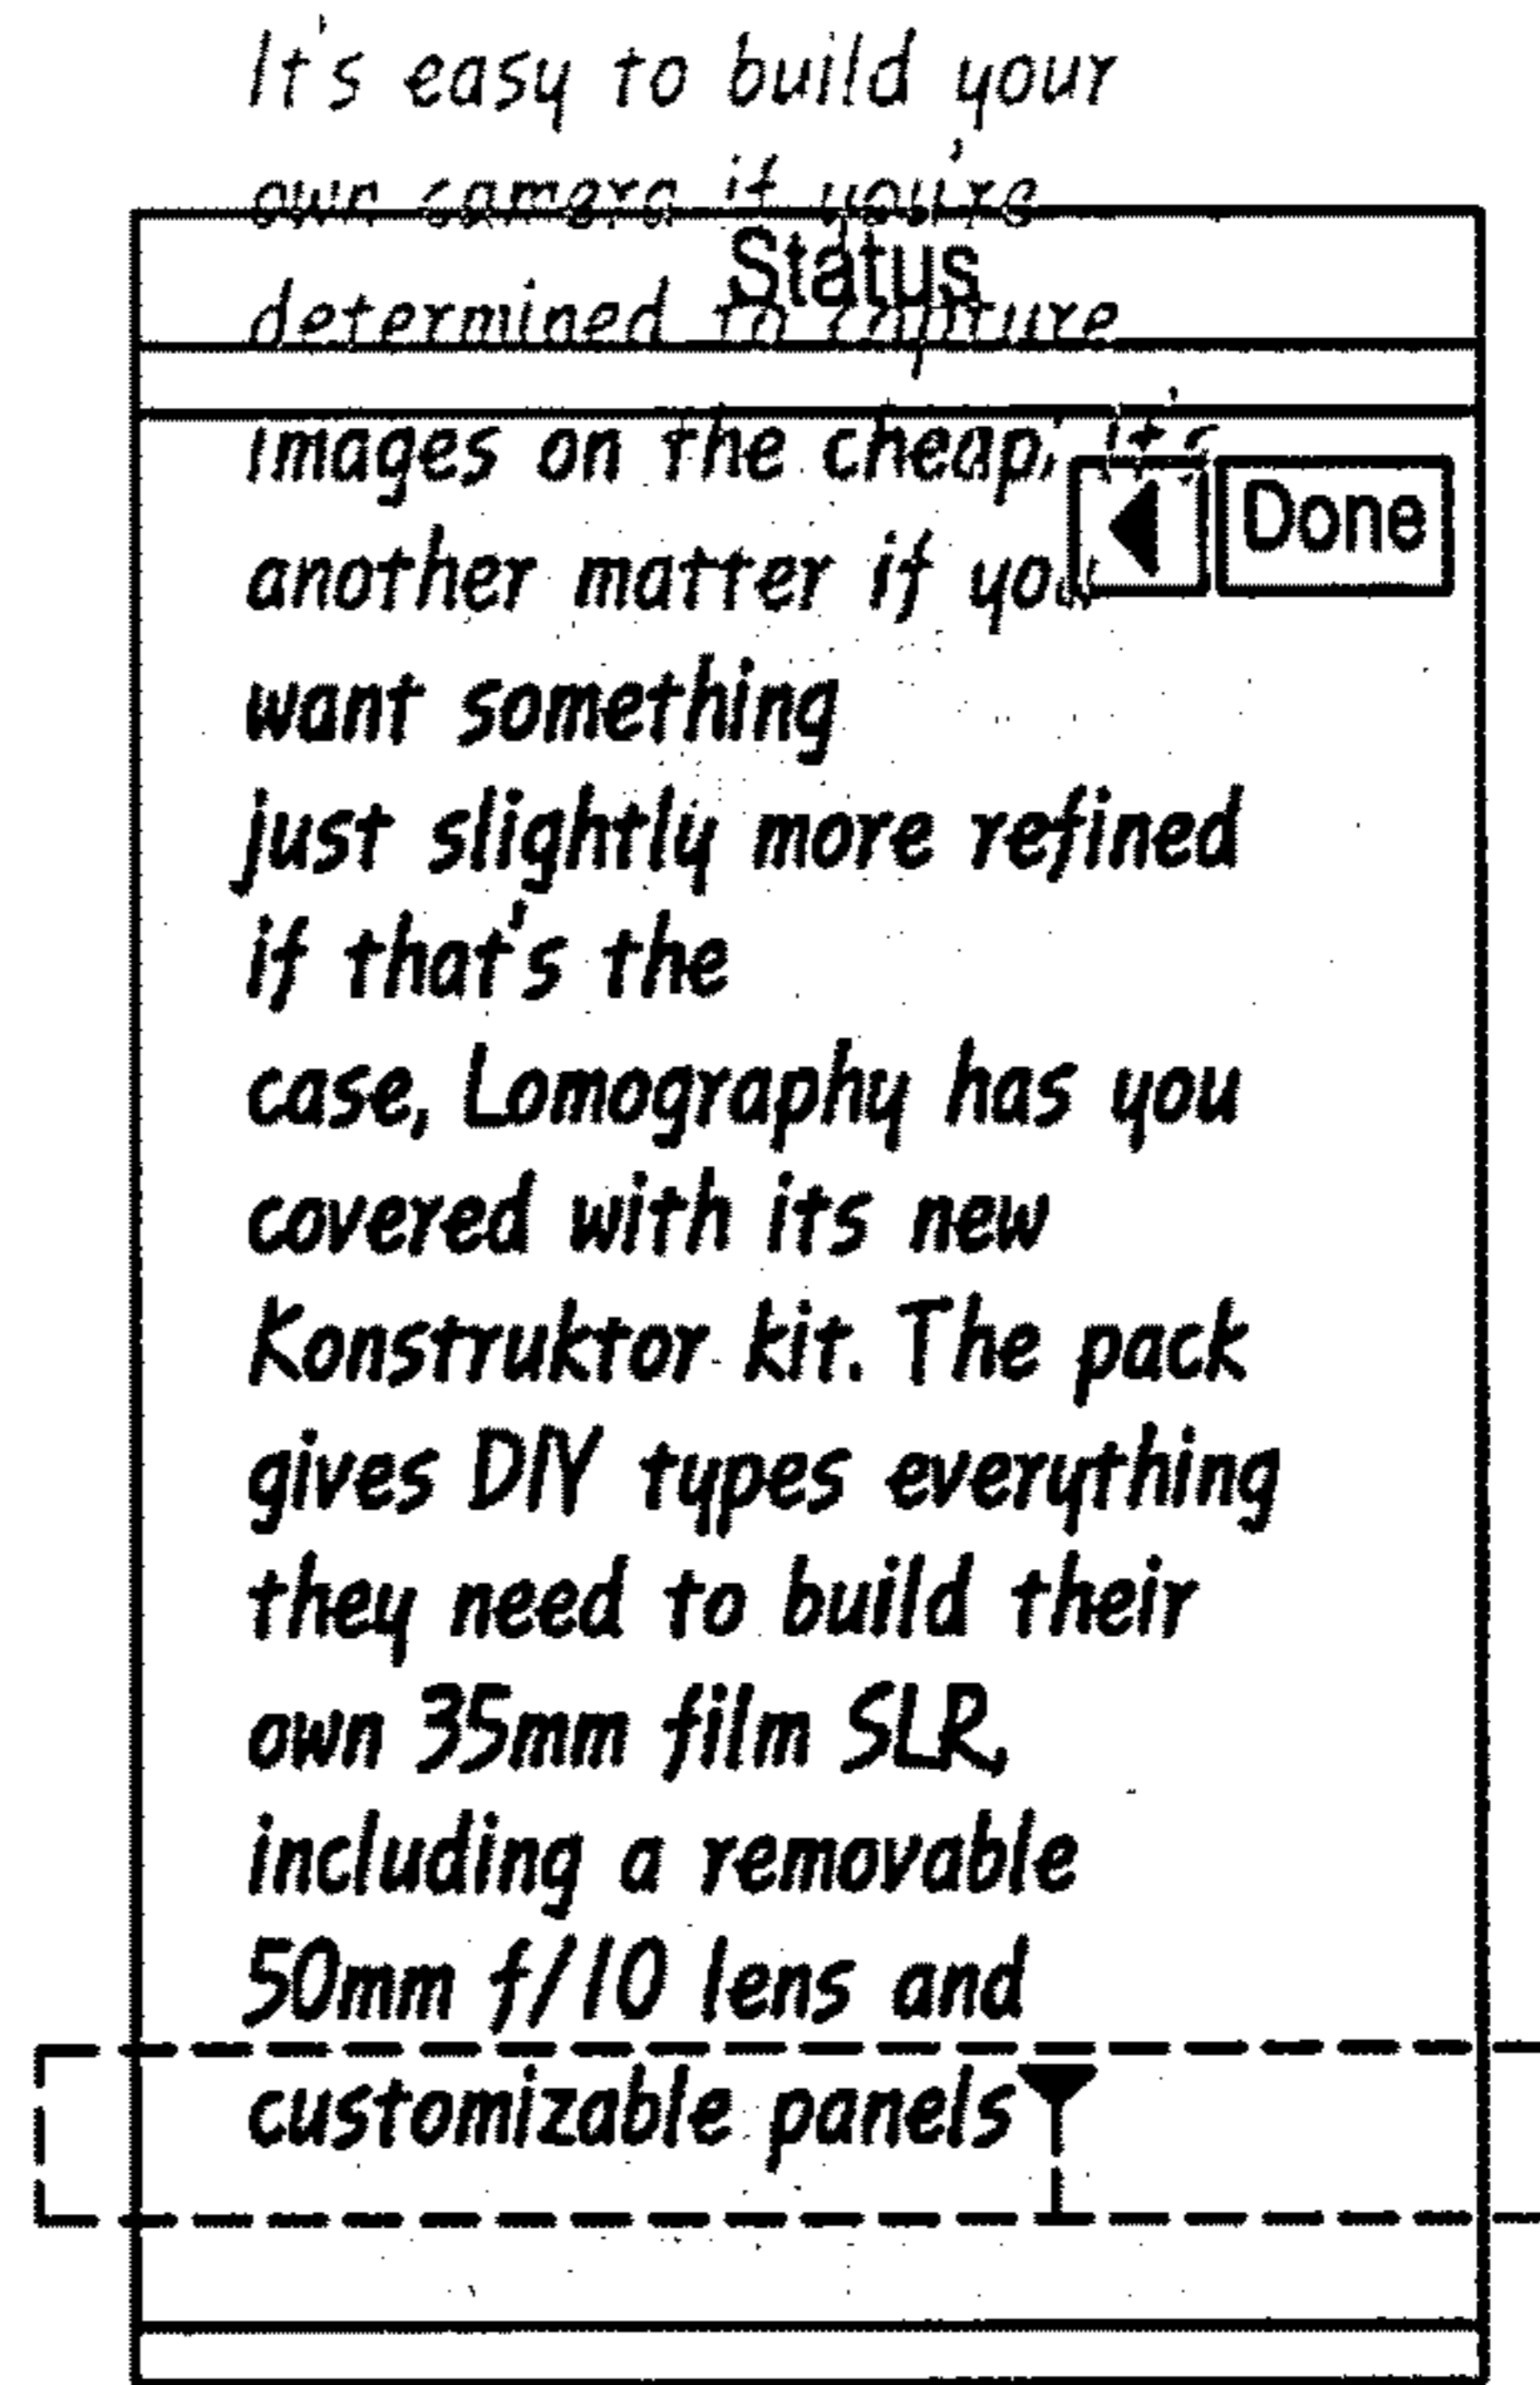 It's easy to build your
own camera if you're
Status
determined to capture
images on the cheap, it's
Done
another matter if you
want something
just slightly more refined
if that's the
case, Lomography has you
covered with its new
Konstruktor kit. The pack
gives DIY types everything
they need to build their
own 35mm film SLR,
including a removable
50mm f/10 lens and
customizable panels